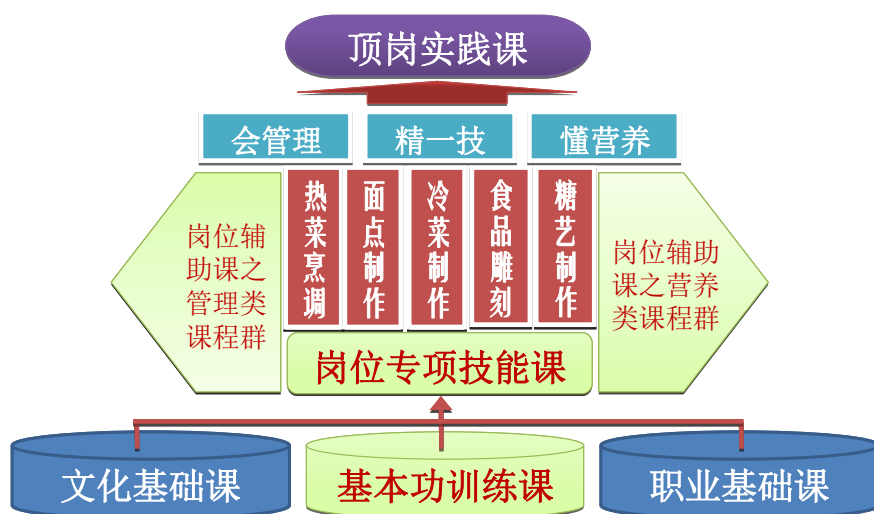 顶岗实践课
会管理
精一技
懂营养
岗位辅
助课之
管理类
课程群
热菜烹调
面点制作
冷菜制作
食品雕刻
糖艺制作
岗位辅助
课之营养
类课程群
岗位专项技能课
文化基础课
基本功训练课
职业基础课